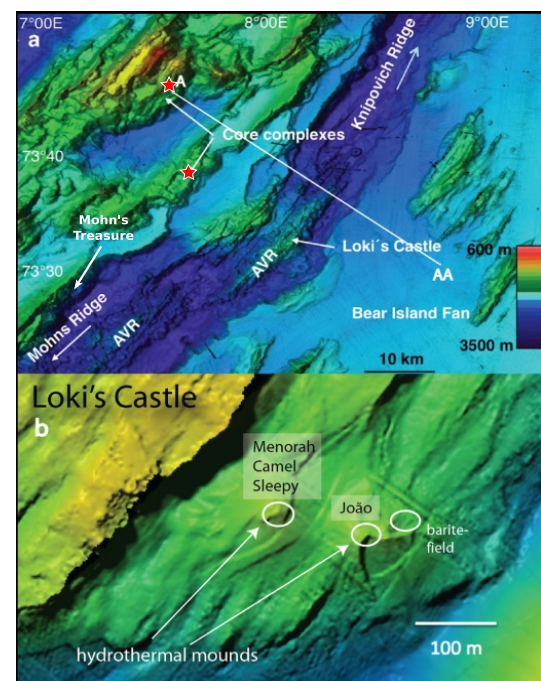 7°00E
8°00E
9°00E
a
A
Knipovich Ridge
Core complexes
73°40
Mohn's
Treasure
Loki´s Castle
600 m
73°30
AVR
AA
Mohns Ridge
AVR
Bear Island Fan
3500 m
10 km
Loki's Castle
b
Menorah
Camel
Sleepy
João
barite-
field
hydrothermal mounds
100 m